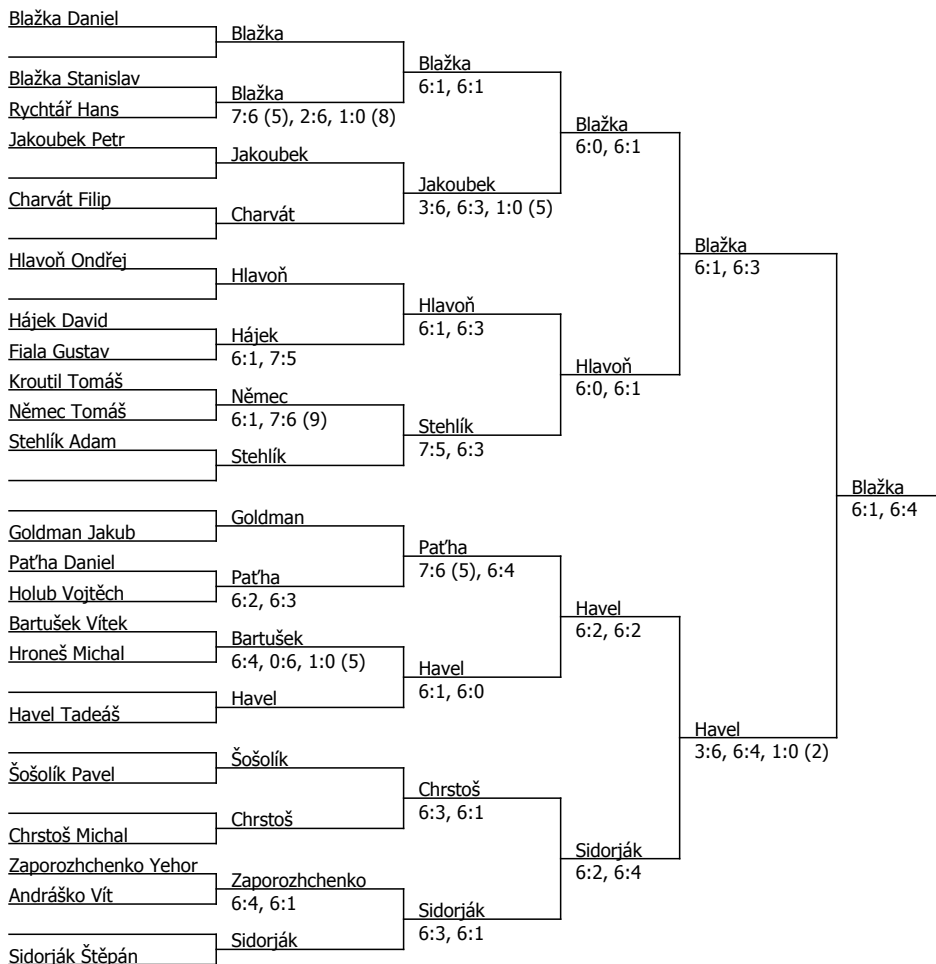 Blažka Daniel
Blažka Stanislav
Rychtář Hans
Jakoubek Petr
Charvát Filip
Hlavoň Ondřej
Hájek David
Fiala Gustav
Kroutil Tomáš
Němec Tomáš
Stehlík Adam
Goldman Jakub
Paťha Daniel
Holub Vojtěch
Bartušek Vítek
Hroneš Michal
Havel Tadeáš
Šošolík Pavel
Chrstoš Michal
Zaporozhchenko Yehor
Andráško Vít
Sidorják Štěpán
Blažka
Blažka
7:6 (5), 2:6, 1:0 (8)
Jakoubek
Charvát
Hlavoň
Hájek
6:1, 7:5
Němec
6:1, 7:6 (9)
Stehlík
Goldman
Paťha
6:2, 6:3
Bartušek
6:4, 0:6, 1:0 (5)
Havel
Šošolík
Chrstoš
Zaporozhchenko
6:4, 6:1
Sidorják
Blažka
6:1, 6:1
Jakoubek
3:6, 6:3, 1:0 (5)
Hlavoň
6:1, 6:3
Stehlík
7:5, 6:3
Paťha
7:6 (5), 6:4
Havel
6:1, 6:0
Chrstoš
6:3, 6:1
Sidorják
6:3, 6:1
Blažka
6:0, 6:1
Hlavoň
6:0, 6:1
Havel
6:2, 6:2
Sidorják
6:2, 6:4
Blažka
6:1, 6:3
Havel
3:6, 6:4, 1:0 (2)
Blažka
6:1, 6:4